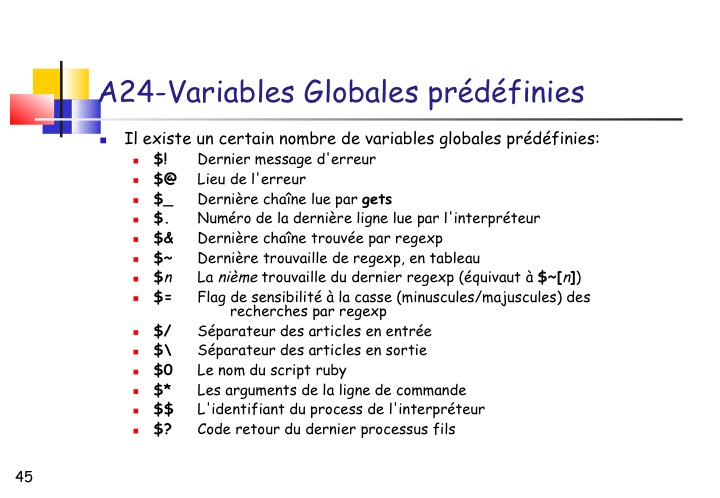 A24-Variables Globales prédéfinies
Il existe un certain nombre de variables globales prédéfinies:
$! Dernier message d'erreur
$@ Lieu de l'erreur
$_ Dernière chaîne lue par gets
$. Numéro de la dernière ligne lue par l'interpréteur
$& Dernière chaîne trouvée par regexp
$~ Dernière trouvaille de regexp, en tableau
$n La nième trouvaille du dernier regexp (équivaut à $~[n])
$= Flag de sensibilité à la casse (minuscules/majuscules) des
recherches par regexp
$/ Séparateur des articles en entrée
$\ Séparateur des articles en sortie
$0 Le nom du script ruby
$* Les arguments de la ligne de commande
$$ L'identifiant du process de l'interpréteur
$? Code retour du dernier processus fils
45